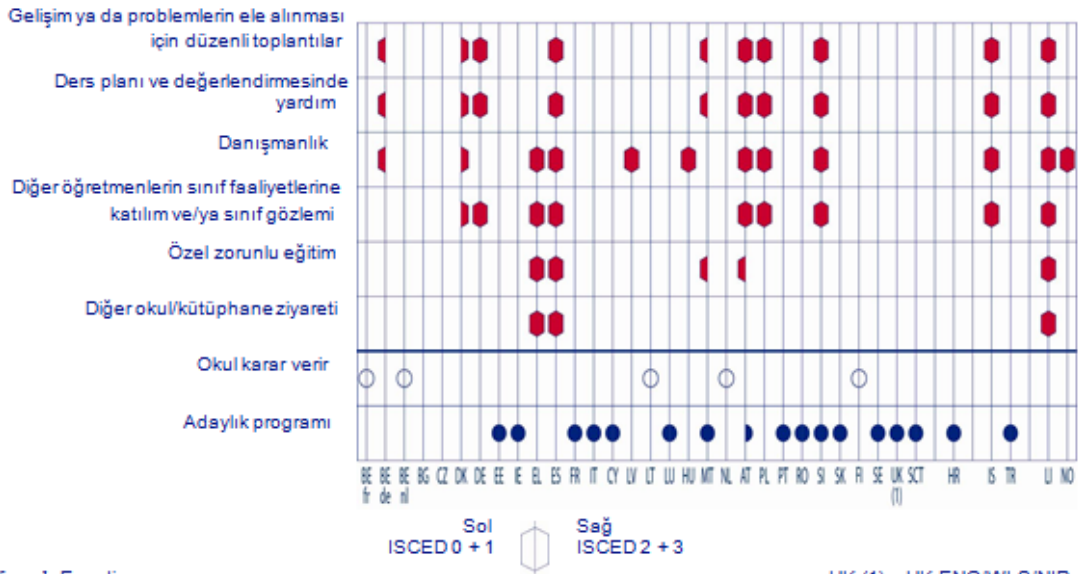 Gelişim ya da problemlerin ele alınması
için düzenli toplantılar
Ders planı ve değerlendirmesinde
yardım
Danışmanlık
Diğer öğretmenlerin sınıf faaliyetlerine
katılım ve/ya sınıf gözlemi
Özel zorunlu eğitim
Diğer okul/kütüphane ziyareti
Okul karar verir
Adaylık programı
BE BE BE BG CZ DK DE EE IE EL ES FR IT CY LV LT LU HU MT NL AT PL PT RO SI SK FI SE UK SCT HR IS TR LI NO
fr de nl (1)
Sol Sağ
ISCED 0 + 1 ISCED 2 + 3